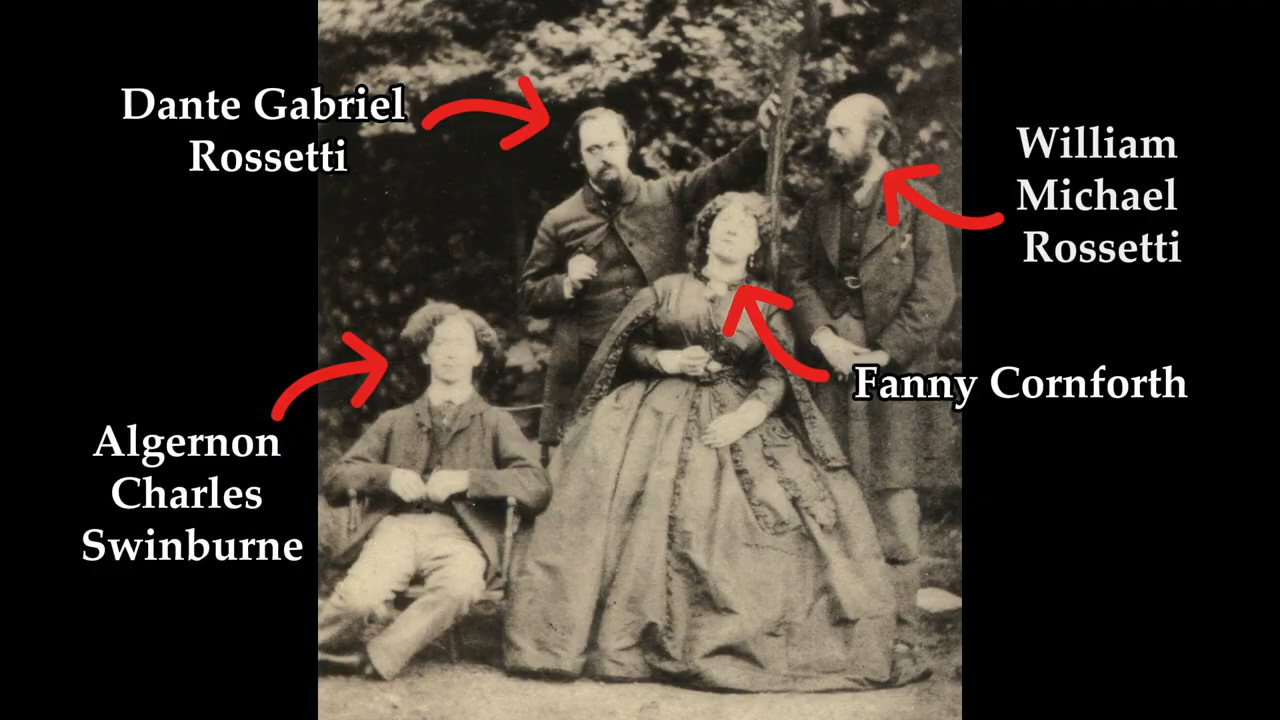 Dante Gabriel
Rossetti
William
Michael
Rossetti
Fanny Cornforth
Algernon
Charles
Swinburne